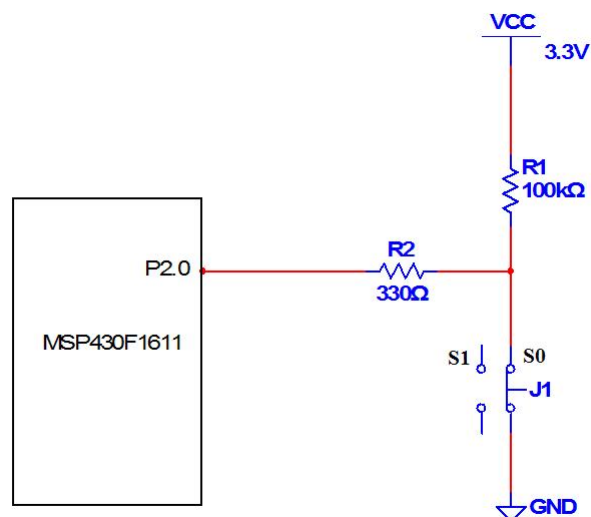 VCC
3.3V
R1
100kΩ
P2.0
R2
330Ω
MSP430F1611
S1 S0
J1
GND